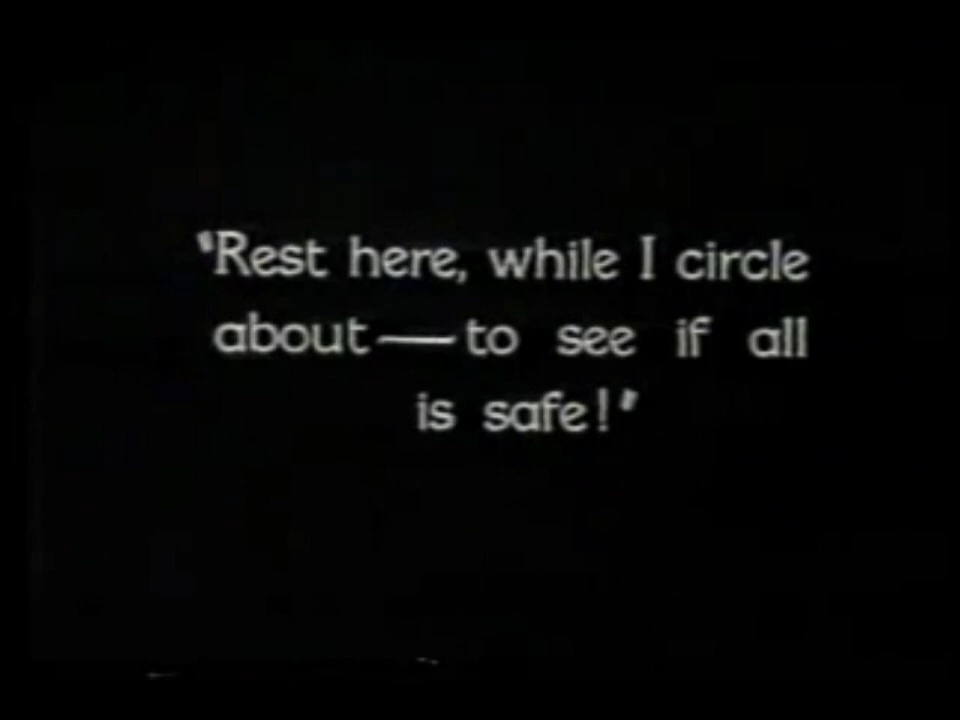 "Rest here, while I circle
about—to see if all
is safe!"